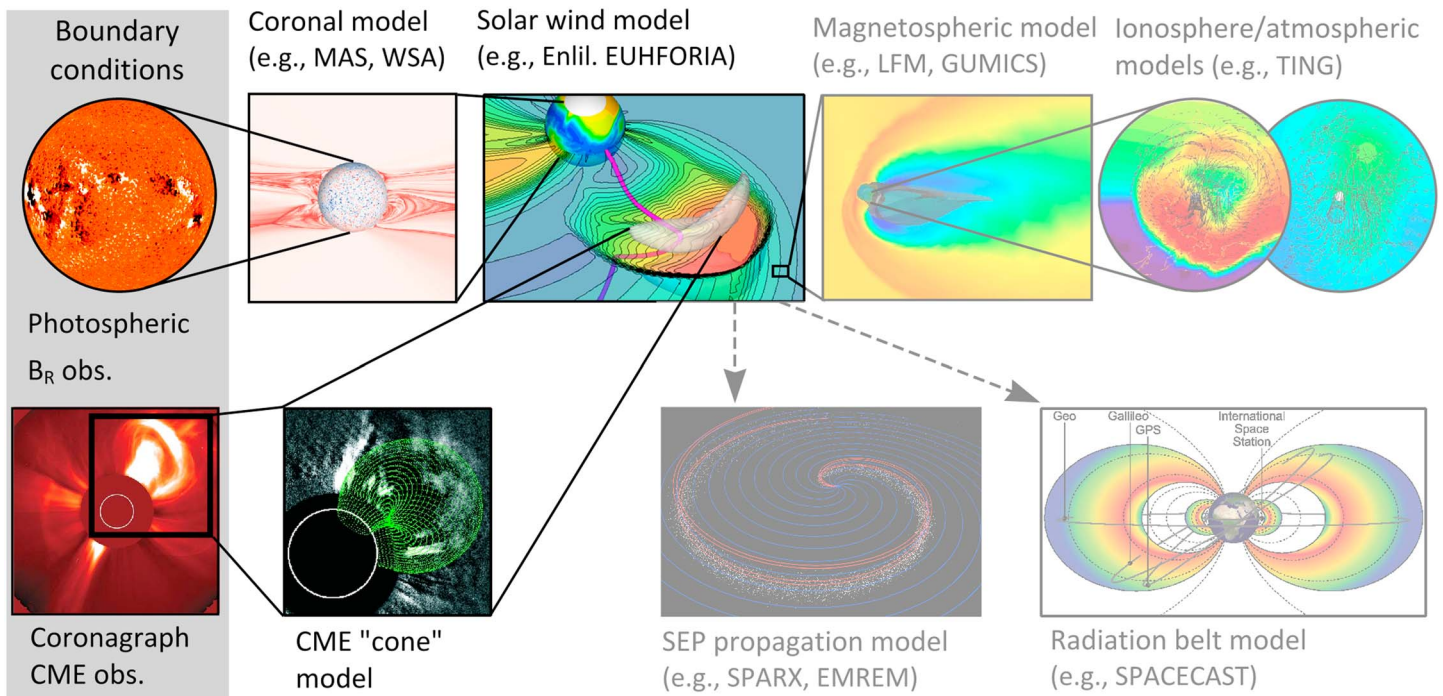 Boundary
conditions
Coronal model
(e.g., MAS, WSA)
Solar wind model
(e.g., Enlil. EUHFORIA)
Magnetospheric model
(e.g., LFM, GUMICS)
Ionosphere/atmospheric
models (e.g., TING)
Photospheric
B_R obs.
Coronagraph
CME obs.
CME "cone"
model
SEP propagation model
(e.g., SPARX, EMREM)
Geo
Gallileo
GPS
International
Space
Station
Radiation belt model
(e.g., SPACECAST)